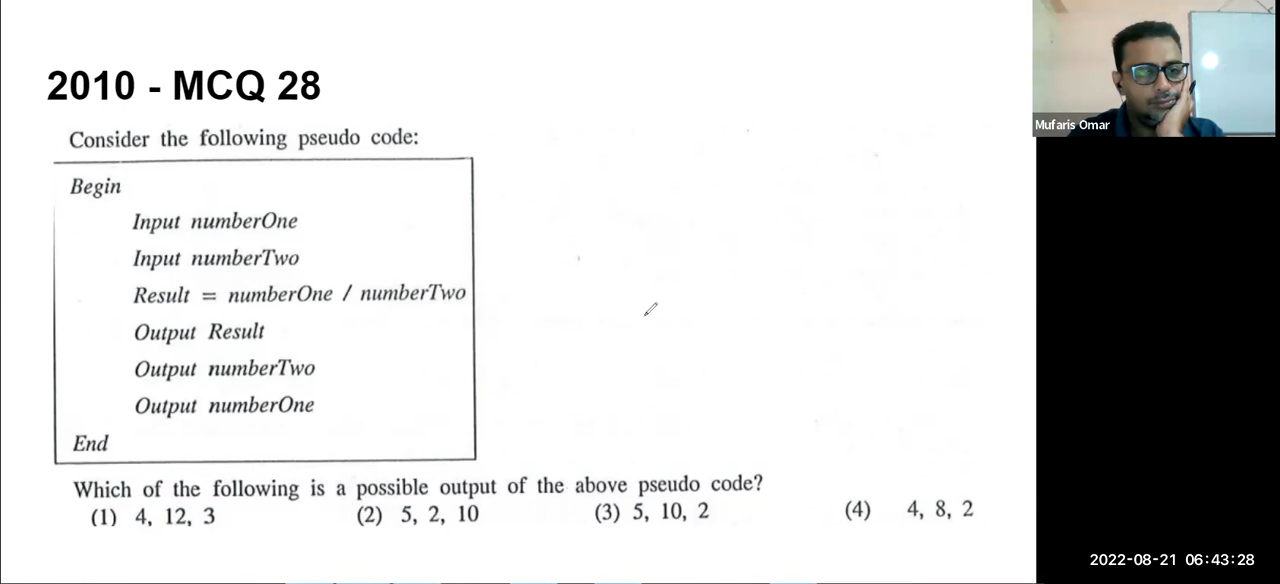 2010 - MCQ 28
Mufaris Omar
Consider the following pseudo code:
Begin
Input numberOne
Input numberTwo
Result = numberOne / numberTwo
Output Result
Output numberTwo
Output numberOne
End
Which of the following is a possible output of the above pseudo code?
(1) 4, 12, 3 (2) 5, 2, 10 (3) 5, 10, 2 (4) 4, 8, 2
2022-08-21 06:43:28